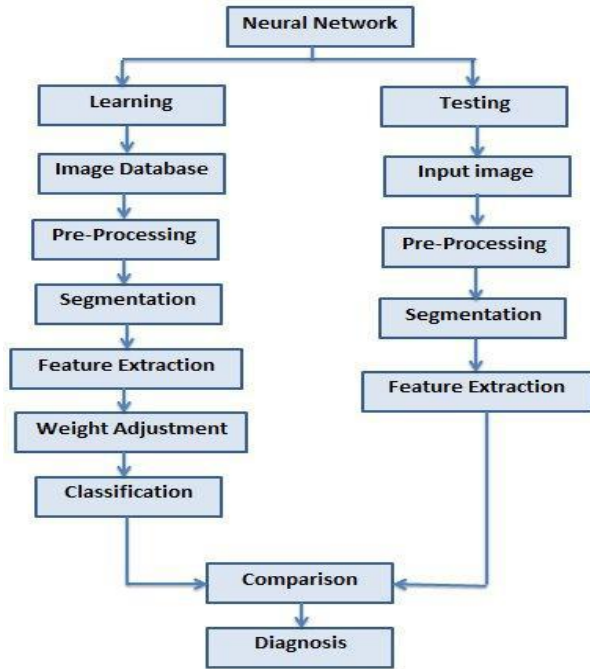 Neural Network
Learning
Testing
Image Database
Input image
Pre-Processing
Pre-Processing
Segmentation
Segmentation
Feature Extraction
Feature Extraction
Weight Adjustment
Classification
Comparison
Diagnosis